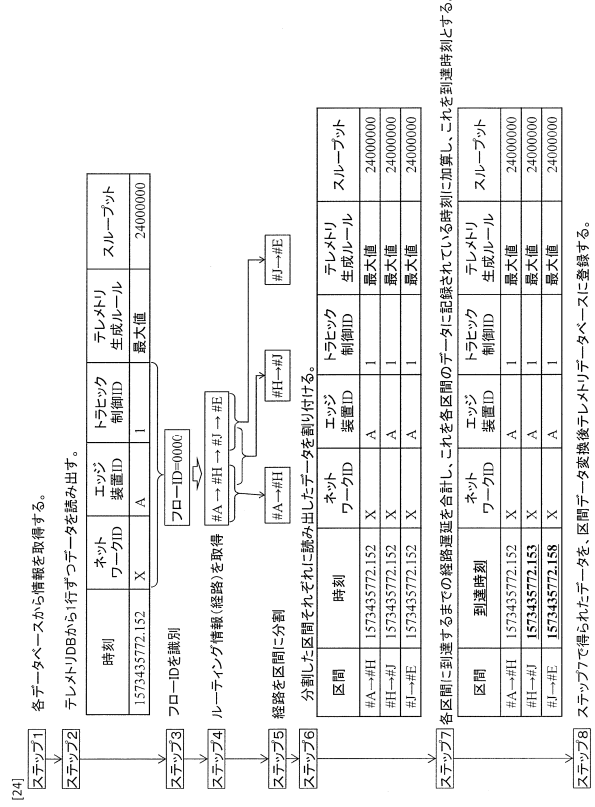 [24]
ステップ1 各データベースから情報を取得する。
ステップ2 テレメトリDBから1行ずつデータを読み出す。
時刻 ネットワークID エッジ装置ID トラヒック制御ID テレメトリ生成ルール スループット
1573435772.152 X A 1 最大値 24000000
ステップ3 フローIDを識別 フローID=0000
ステップ4 ルーティング情報(経路)を取得 #A→#H→#J→#E
ステップ5 経路を区間に分割 #A→#H #H→#J #J→#E
ステップ6 分割した区間それぞれに読み出したデータを割り付ける。
区間 時刻 ネットワークID エッジ装置ID トラヒック制御ID テレメトリ生成ルール スループット
#A→#H 1573435772.152 X A 1 最大値 24000000
#H→#J 1573435772.152 X A 1 最大値 24000000
#J→#E 1573435772.152 X A 1 最大値 24000000
ステップ7 各区間に到達するまでの経路遅延を合計し、これを各区間のデータに記録されている時刻に加算し、これを到達時刻とする。
区間 到達時刻 ネットワークID エッジ装置ID トラヒック制御ID テレメトリ生成ルール スループット
#A→#H 1573435772.152 X A 1 最大値 24000000
#H→#J 1573435772.153 X A 1 最大値 24000000
#J→#E 1573435772.158 X A 1 最大値 24000000
ステップ8 ステップ7で得られたデータを、区間データ変換後テレメトリデータベースに登録する。